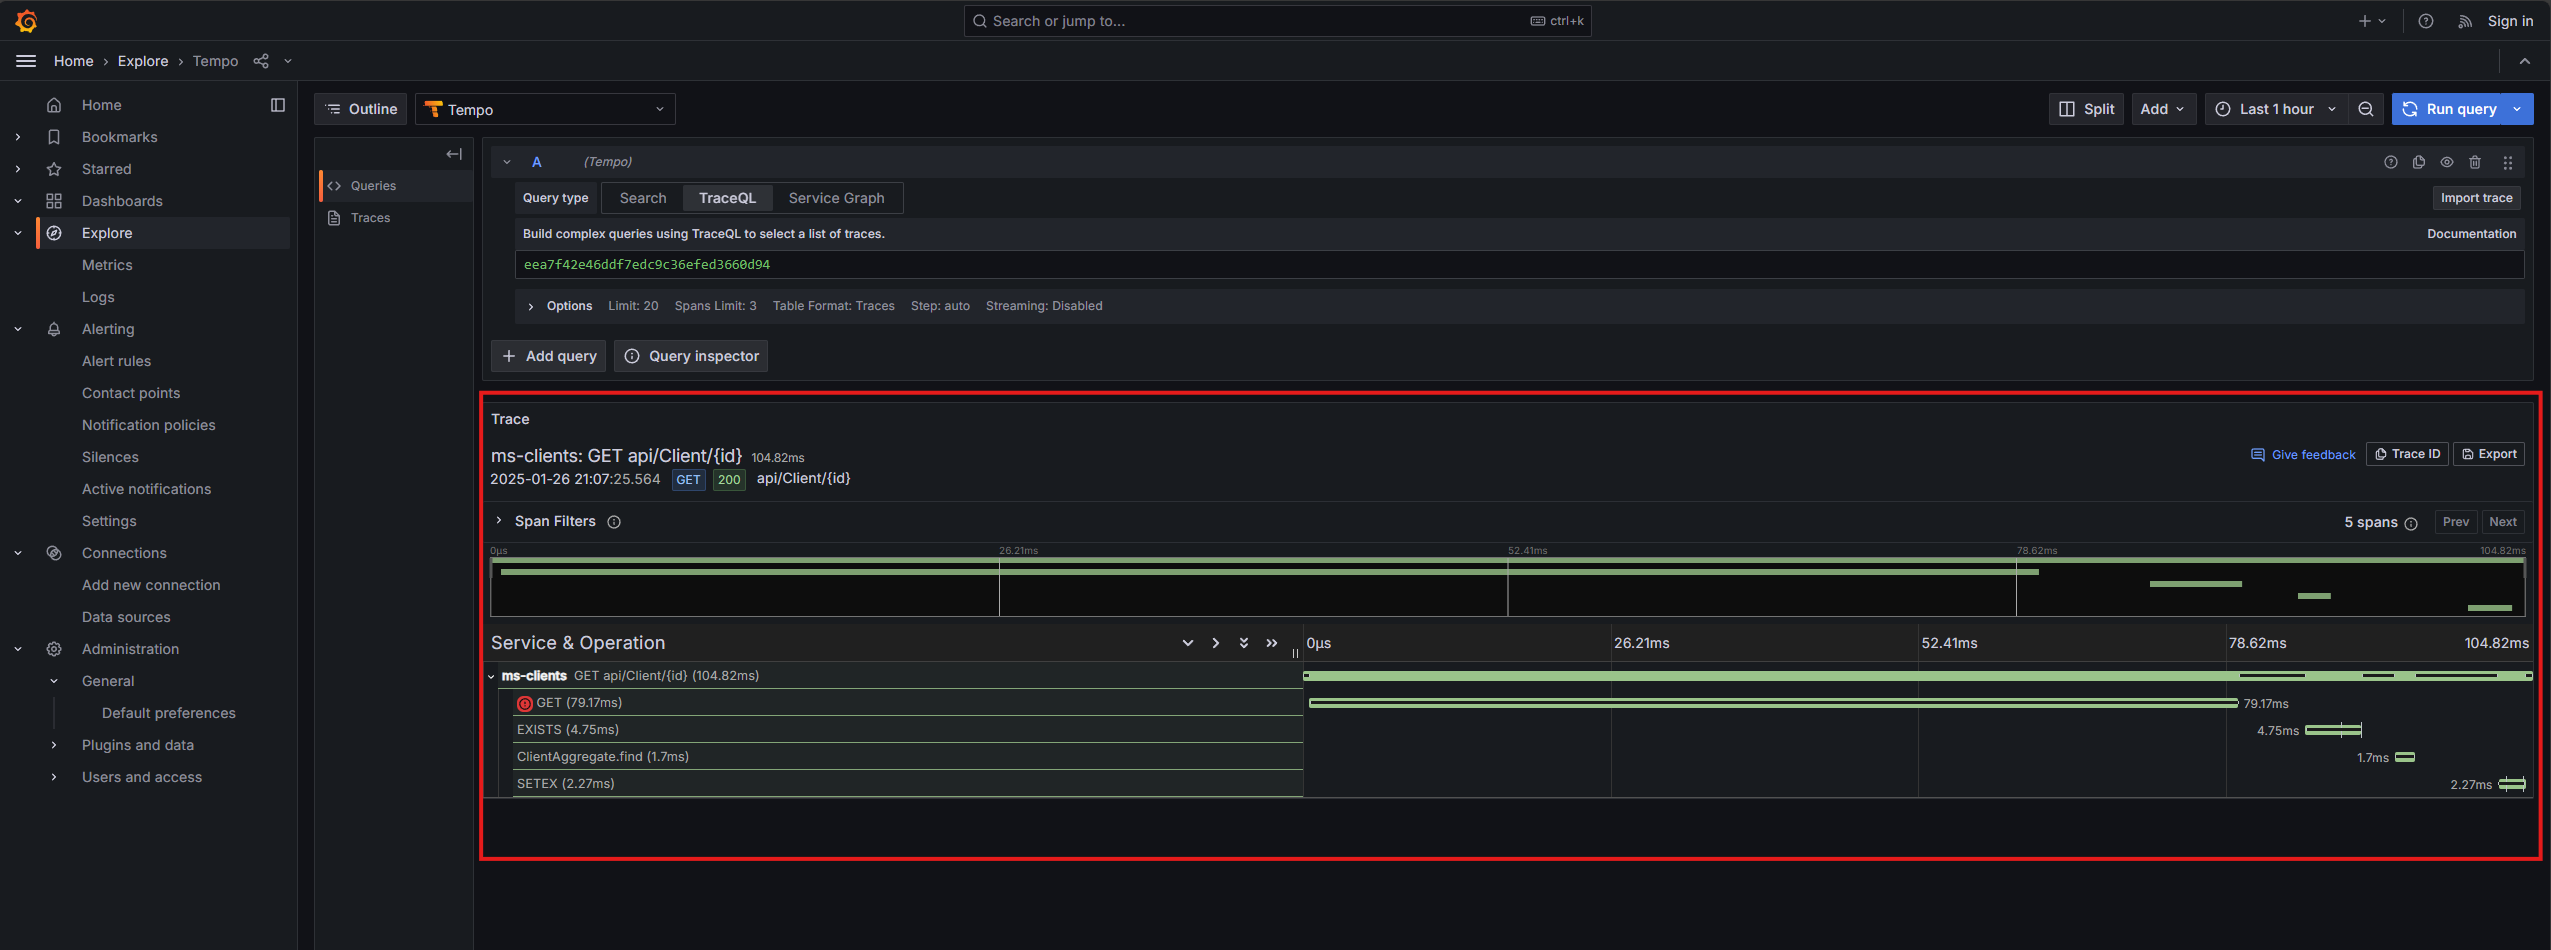 Search or jump to... ctrl+k Sign in
Home › Explore › Tempo
Home
Bookmarks
Starred
Dashboards
Explore
Metrics
Logs
Alerting
Alert rules
Contact points
Notification policies
Silences
Active notifications
Settings
Connections
Add new connection
Data sources
Administration
General
Default preferences
Plugins and data
Users and access
Outline Tempo Split Add Last 1 hour Run query
Queries
Traces
A (Tempo)
Query type Search TraceQL Service Graph Import trace
Build complex queries using TraceQL to select a list of traces. Documentation
eea7f42e46ddf7edc9c36efed3660d94
Options Limit: 20 Spans Limit: 3 Table Format: Traces Step: auto Streaming: Disabled
+ Add query Query inspector
Trace
ms-clients: GET api/Client/{id} 104.82ms Give feedback Trace ID Export
2025-01-26 21:07:25.564 GET 200 api/Client/{id}
Span Filters 5 spans Prev Next
0μs 26.21ms 52.41ms 78.62ms 104.82ms
Service & Operation 0μs 26.21ms 52.41ms 78.62ms 104.82ms
ms-clients GET api/Client/{id} (104.82ms)
GET (79.17ms) 79.17ms
EXISTS (4.75ms) 4.75ms
ClientAggregate.find (1.7ms) 1.7ms
SETEX (2.27ms) 2.27ms